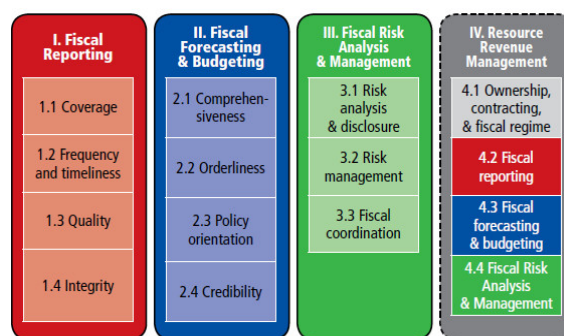 I. Fiscal
Reporting
1.1 Coverage
1.2 Frequency
and timeliness
1.3 Quality
1.4 Integrity
II. Fiscal
Forecasting
& Budgeting
2.1 Comprehen-
siveness
2.2 Orderliness
2.3 Policy
orientation
2.4 Credibility
III. Fiscal Risk
Analysis
& Management
3.1 Risk
analysis
& disclosure
3.2 Risk
management
3.3 Fiscal
coordination
IV. Resource
Revenue
Management
4.1 Ownership,
contracting,
& fiscal regime
4.2 Fiscal
reporting
4.3 Fiscal
forecasting
& budgeting
4.4 Fiscal Risk
Analysis
& Management